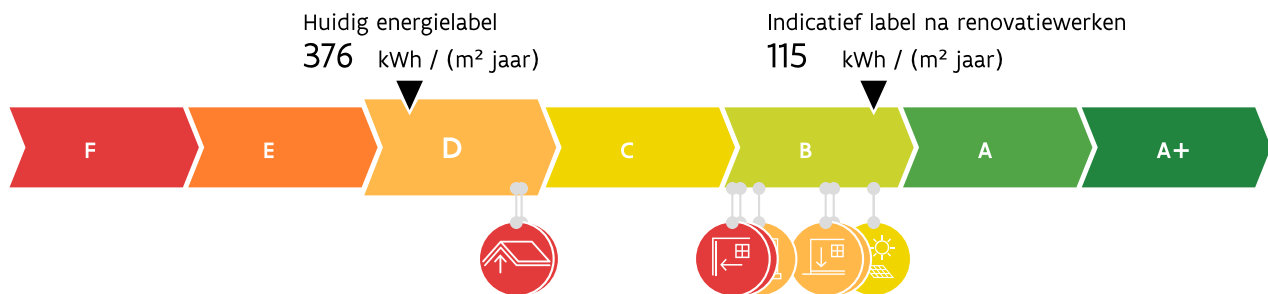 Huidig energielabel
376 kWh / (m² jaar)
Indicatief label na renovatiewerken
115 kWh / (m² jaar)
F E D C B A A+